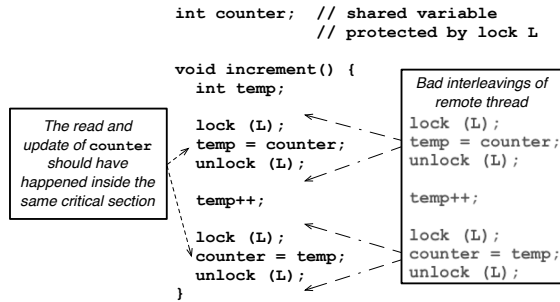 int counter;  // shared variable
// protected by lock L
void increment() {
int temp;
lock (L);
temp = counter;
unlock (L);
temp++;
lock (L);
counter = temp;
unlock (L);
}
The read and
update of counter
should have
happened inside the
same critical section
Bad interleavings of
remote thread
lock (L);
temp = counter;
unlock (L);
temp++;
lock (L);
counter = temp;
unlock (L);